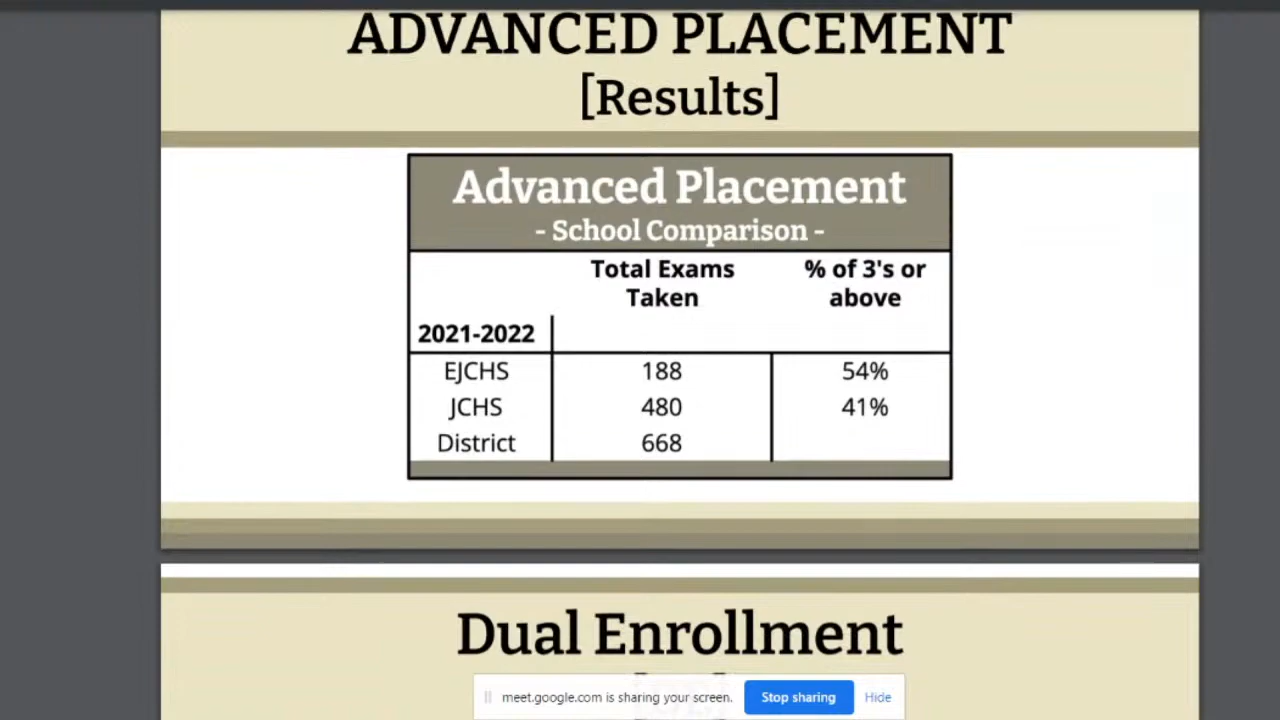 ADVANCED PLACEMENT
[Results]
Advanced Placement
- School Comparison -
Total Exams Taken % of 3's or above
2021-2022
EJCHS 188 54%
JCHS 480 41%
District 668
Dual Enrollment
meet.google.com is sharing your screen. Stop sharing Hide